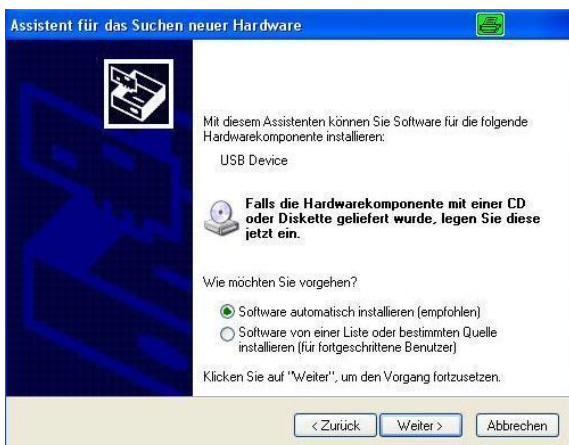 Assistent für das Suchen neuer Hardware
Mit diesem Assistenten können Sie Software für die folgende
Hardwarekomponente installieren:
USB Device
Falls die Hardwarekomponente mit einer CD
oder Diskette geliefert wurde, legen Sie diese
jetzt ein.
Wie möchten Sie vorgehen?
Software automatisch installieren (empfohlen)
Software von einer Liste oder bestimmten Quelle
installieren (für fortgeschrittene Benutzer)
Klicken Sie auf "Weiter", um den Vorgang fortzusetzen.
< Zurück Weiter > Abbrechen